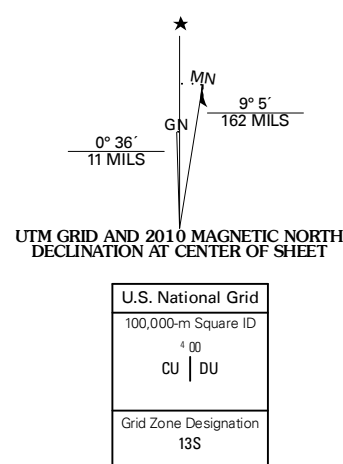 ★
MN
GN
9° 5´
162 MILS
0° 36´
11 MILS
UTM GRID AND 2010 MAGNETIC NORTH
DECLINATION AT CENTER OF SHEET
U.S. National Grid
100,000-m Square ID
4 00
CU | DU
Grid Zone Designation
13S